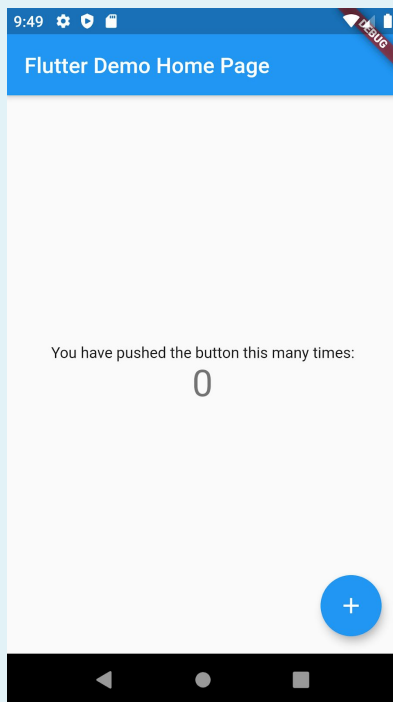 9:49
DEBUG
Flutter Demo Home Page
You have pushed the button this many times:
0
+